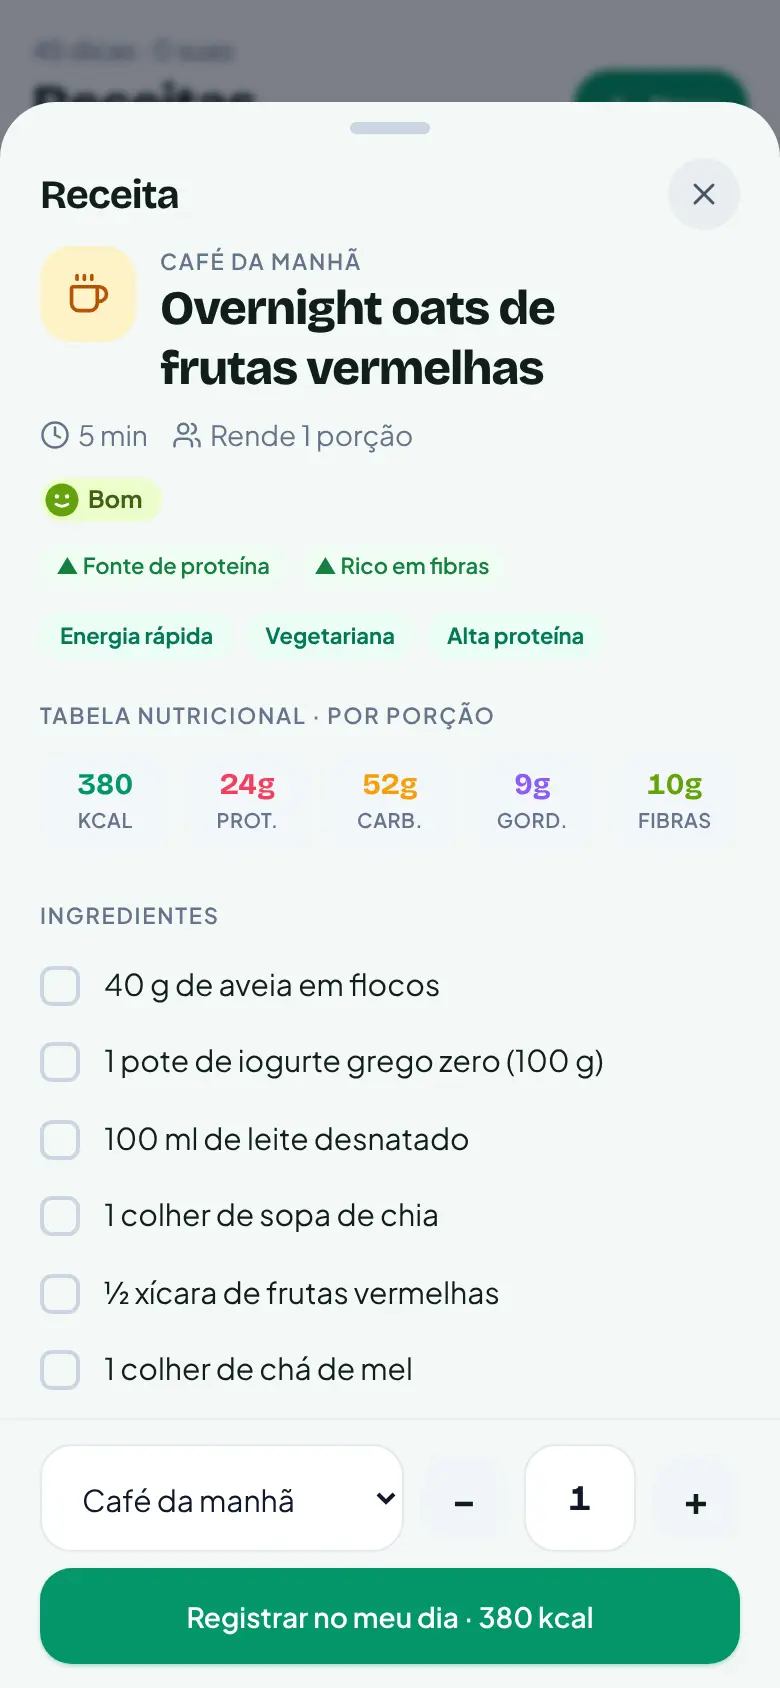 Receitas
Receita
CAFÉ DA MANHÃ
Overnight oats de
frutas vermelhas
5 min Rende 1 porção
Bom
▲ Fonte de proteína ▲ Rico em fibras
Energia rápida Vegetariana Alta proteína
TABELA NUTRICIONAL · POR PORÇÃO
380 24g 52g 9g 10g
KCAL PROT. CARB. GORD. FIBRAS
INGREDIENTES
40 g de aveia em flocos
1 pote de iogurte grego zero (100 g)
100 ml de leite desnatado
1 colher de sopa de chia
½ xícara de frutas vermelhas
1 colher de chá de mel
Café da manhã – 1 +
Registrar no meu dia · 380 kcal